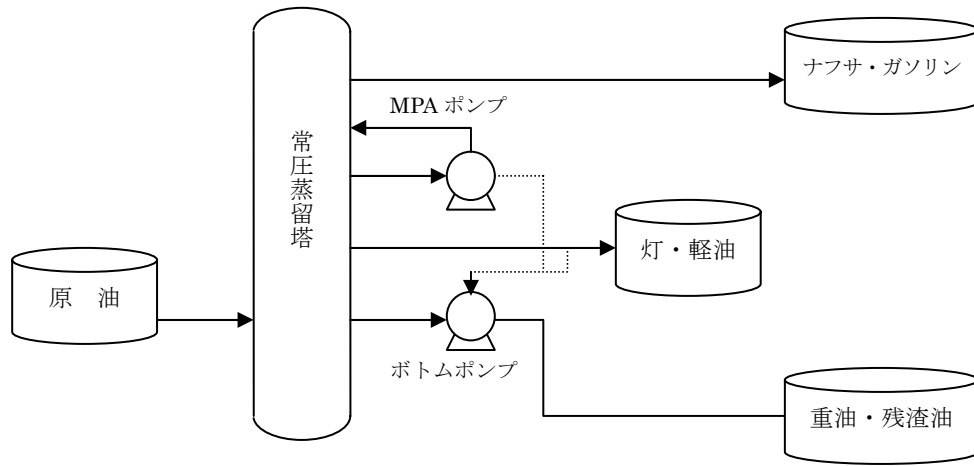 ナフサ・ガソリン
MPA ポンプ
常圧蒸留塔
灯・軽油
原　油
ボトムポンプ
重油・残渣油